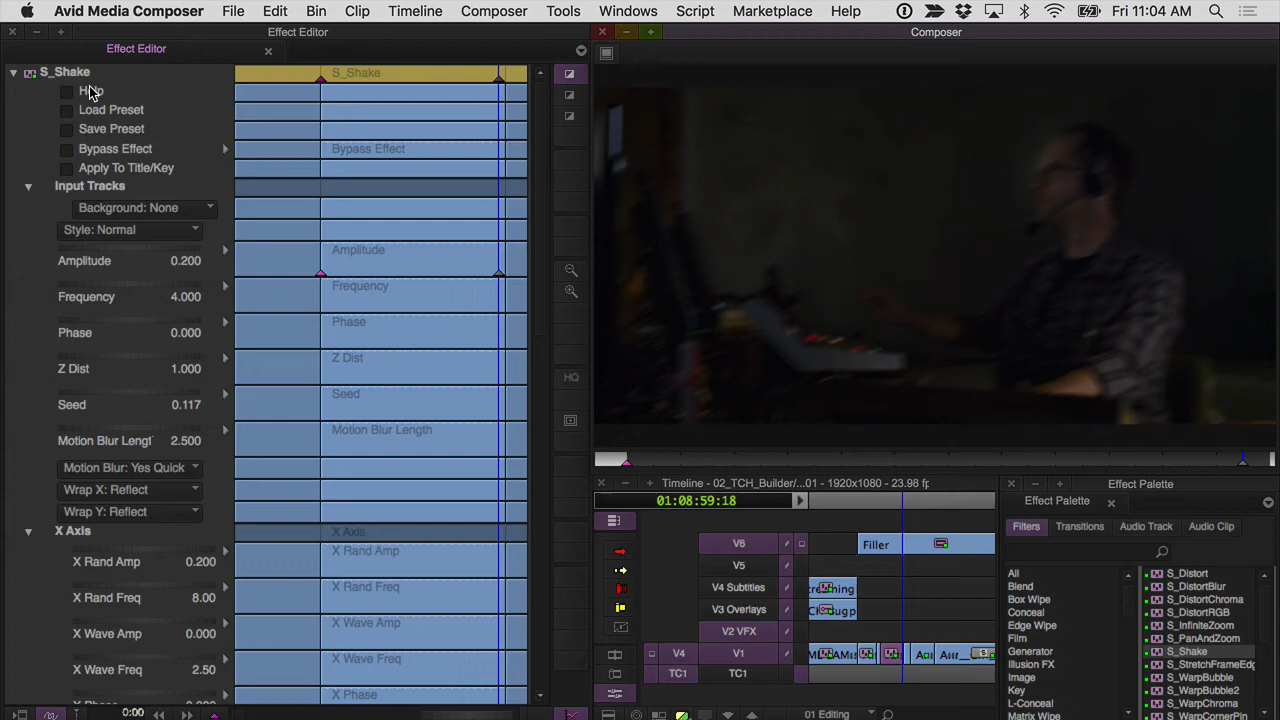 Avid Media Composer File Edit Bin Clip Timeline Composer Tools Windows Script Marketplace Help Fri 11:04 AM
Effect Editor
Composer
Effect Editor
S_Shake
S_Shake
Help
Load Preset
Save Preset
Bypass Effect
Bypass Effect
Apply To Title/Key
Input Tracks
Background: None
Style: Normal
Amplitude
Amplitude 0.200
Frequency
Frequency 4.000
Phase
Phase 0.000
Z Dist
Z Dist 1.000
Seed
Seed 0.117
Motion Blur Length
Motion Blur Lengt 2.500
HQ
Motion Blur: Yes Quick
Wrap X: Reflect
Wrap Y: Reflect
X Axis
X Axis
X Rand Amp
X Rand Amp 0.200
X Rand Freq
X Rand Freq 8.00
X Wave Amp
X Wave Amp 0.000
X Wave Freq
X Wave Freq 2.50
X Phase
0:00
Timeline - 02_TCH_Builder/...01 - 1920x1080 - 23.98 f
01:08:59:18
V6
Filler
V5
V4 Subtitles
V3 Overlays
V2 VFX
V4
V1
TC1
TC1
01 Editing
Effect Palette
Effect Palette
Filters Transitions Audio Track Audio Clip
All
Blend
Box Wipe
Conceal
Edge Wipe
Film
Generator
Illusion FX
Image
Key
L-Conceal
Matrix Wipe
S_Distort
S_DistortBlur
S_DistortChroma
S_DistortRGB
S_InfiniteZoom
S_PanAndZoom
S_Shake
S_StretchFrameEdg
S_WarpBubble
S_WarpBubble2
S_WarpChroma
S_WarpCornerPin